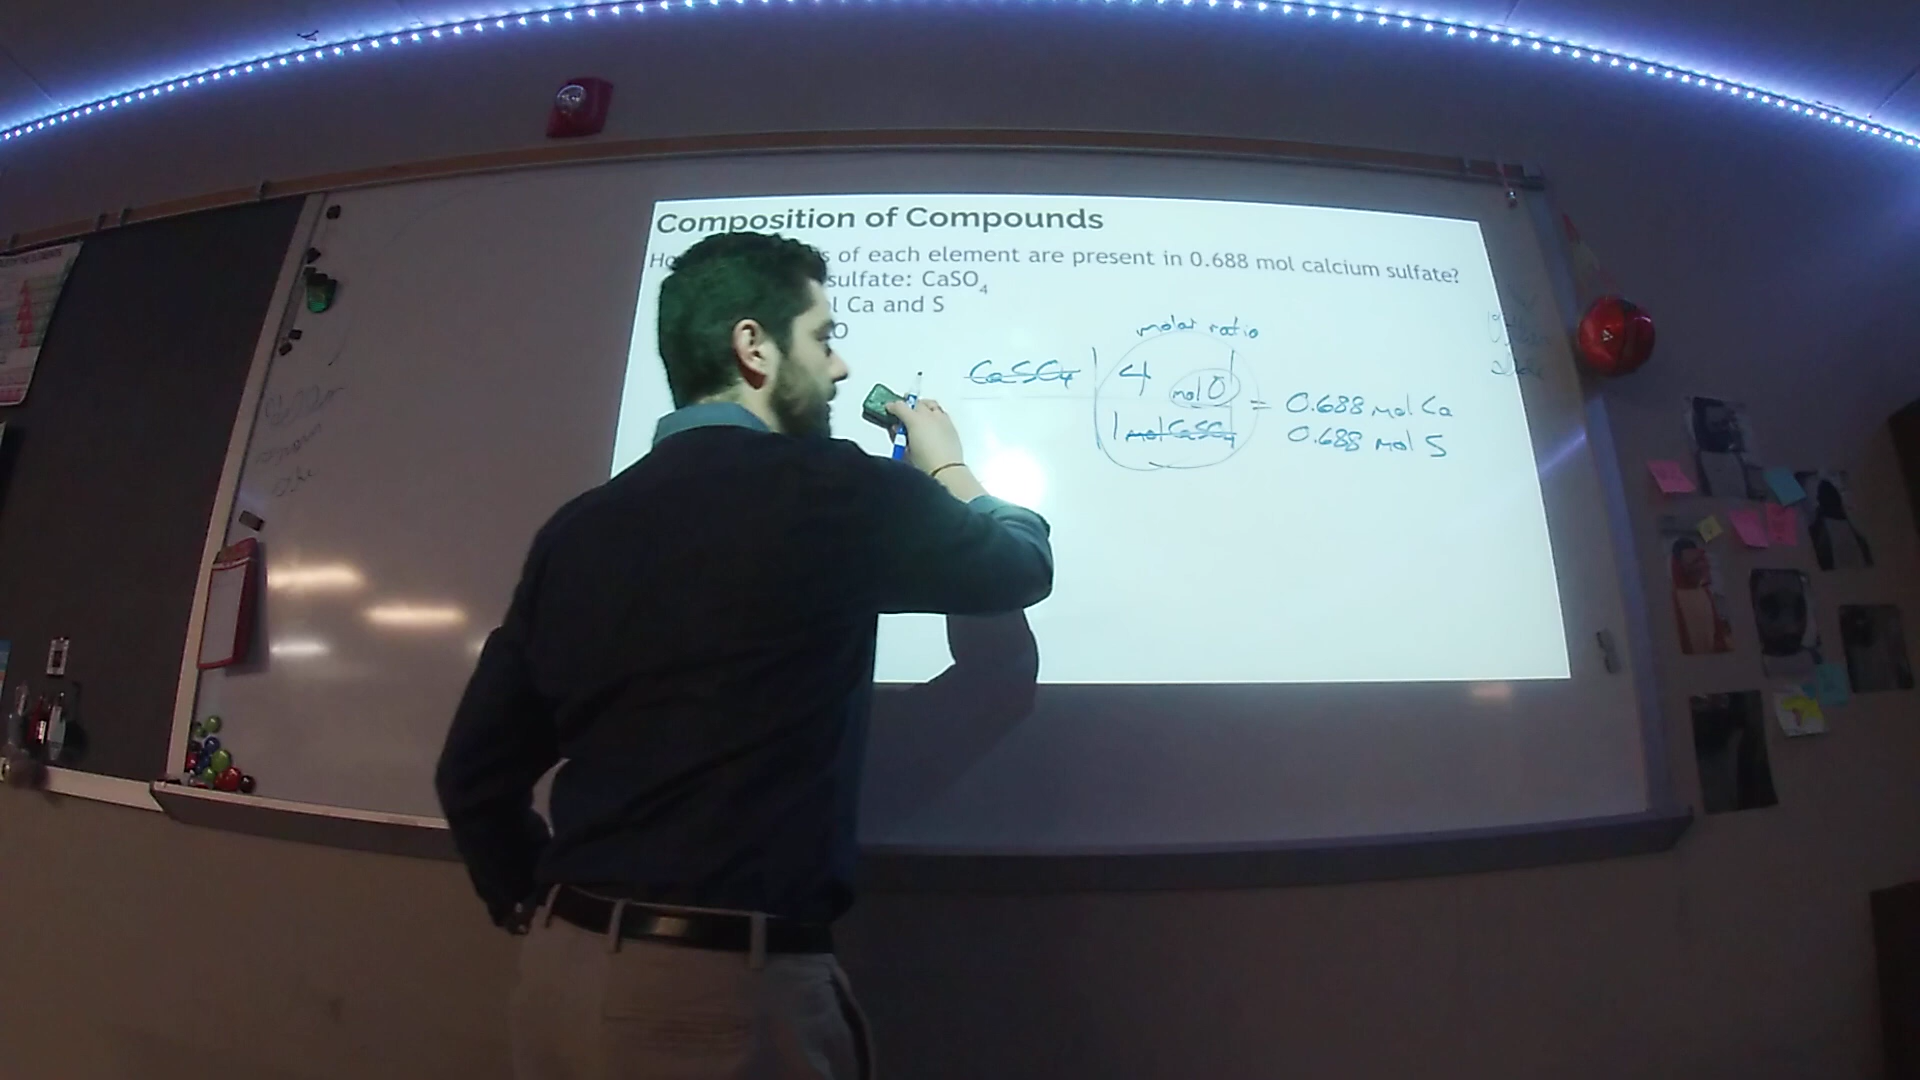 Composition of Compounds
s of each element are present in 0.688 mol calcium sulfate?
sulfate: CaSO4
l Ca and S
O
molar ratio
CaSO4 4 mol O
1 mol CaSO4
= 0.688 mol Ca
0.688 mol S